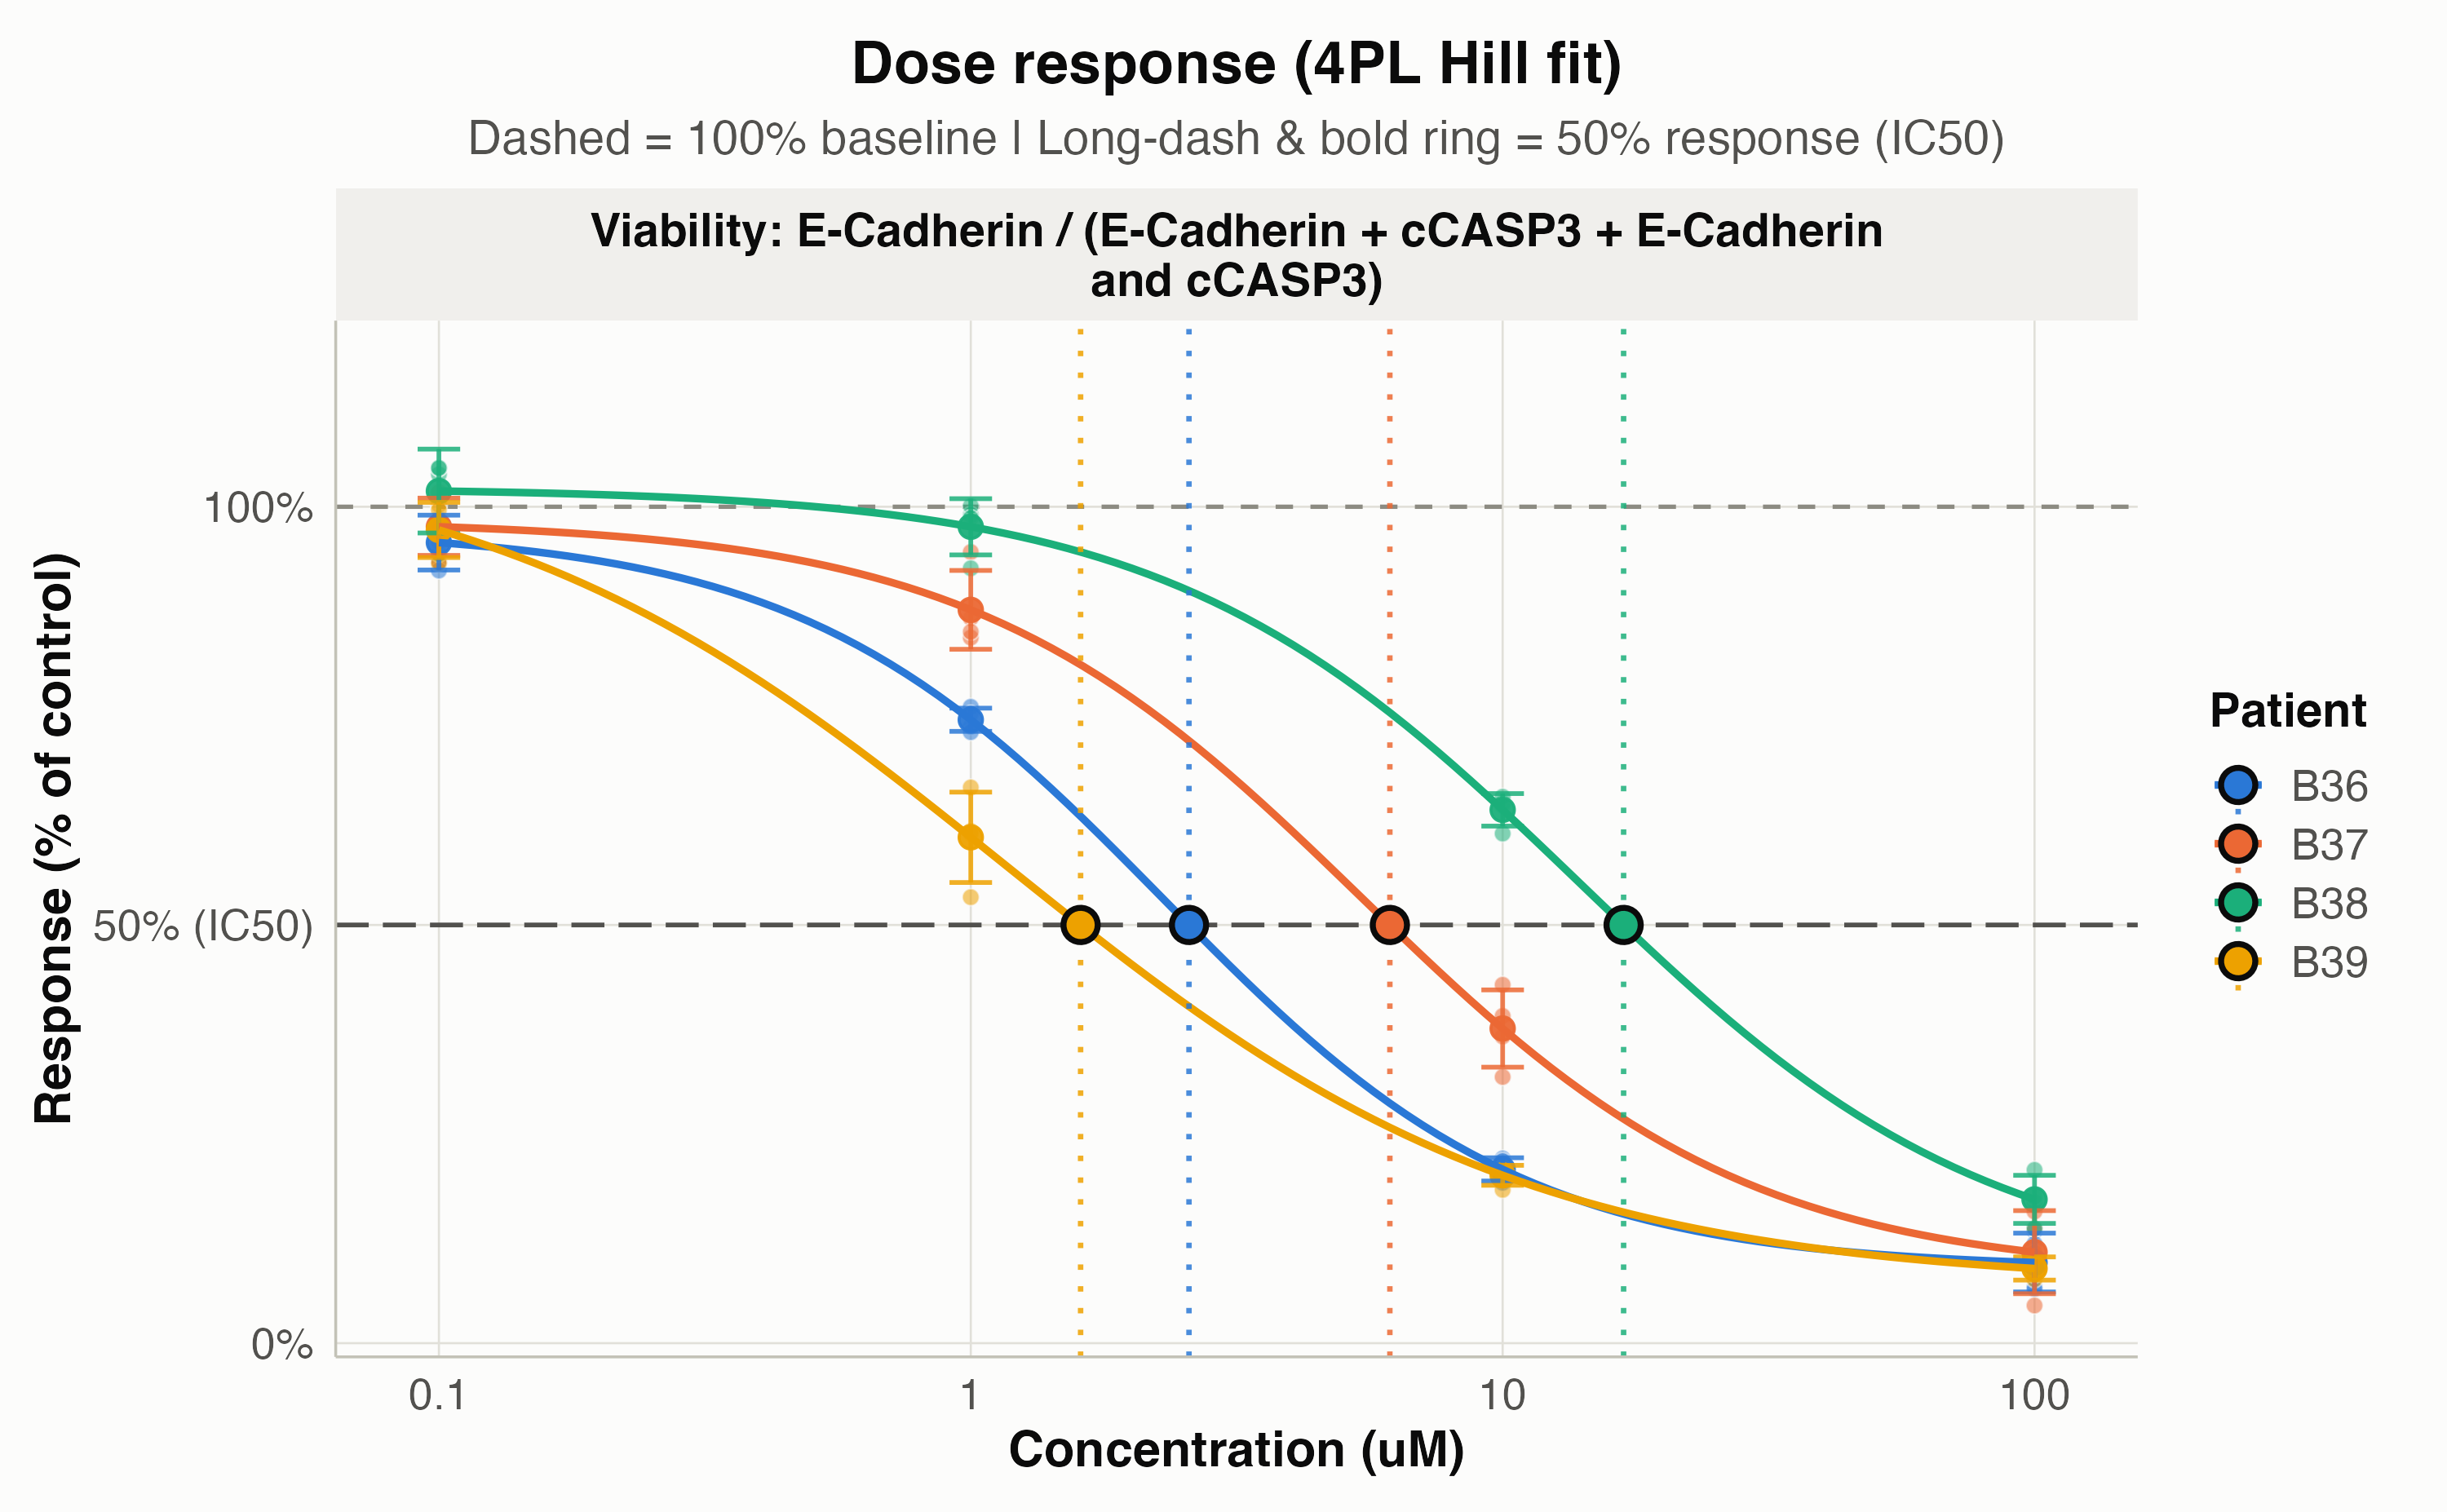 Dose response (4PL Hill fit)
Dashed = 100% baseline | Long-dash & bold ring = 50% response (IC50)
Viability: E-Cadherin / (E-Cadherin + cCASP3 + E-Cadherin
and cCASP3)
Response (% of control)
100%
50% (IC50)
0%
0.1
1
10
100
Concentration (uM)
Patient
B36
B37
B38
B39